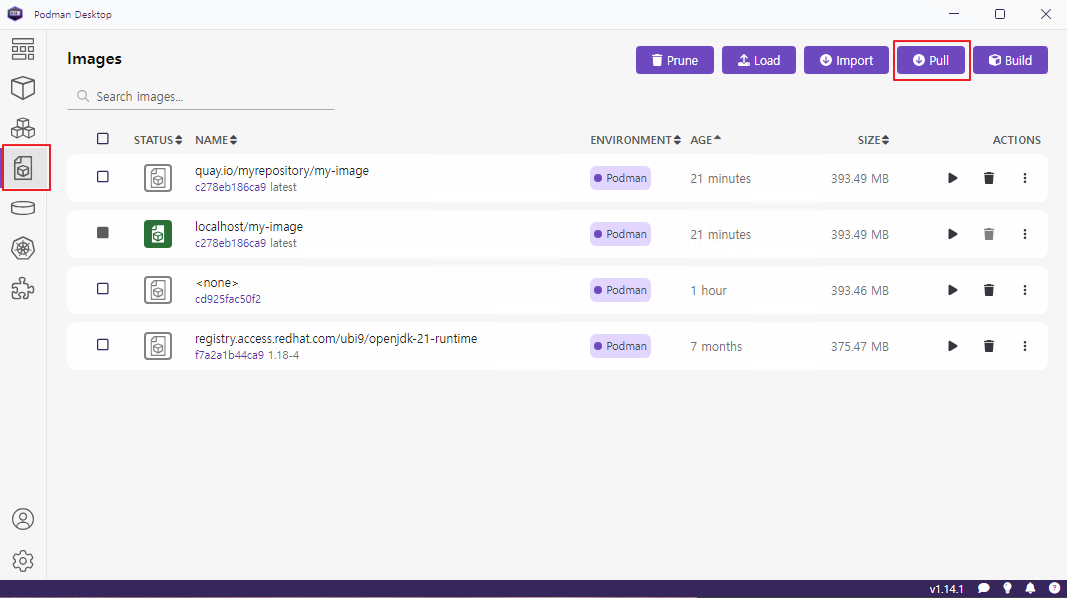 Podman Desktop
Images
Prune
Load
Import
Pull
Build
Search images...
STATUS NAME ENVIRONMENT AGE SIZE ACTIONS
quay.io/myrepository/my-image
c278eb186ca9 latest
Podman 21 minutes 393.49 MB
localhost/my-image
c278eb186ca9 latest
Podman 21 minutes 393.49 MB
<none>
cd925fac50f2
Podman 1 hour 393.46 MB
registry.access.redhat.com/ubi9/openjdk-21-runtime
f7a2a1b44ca9 1.18-4
Podman 7 months 375.47 MB
v1.14.1